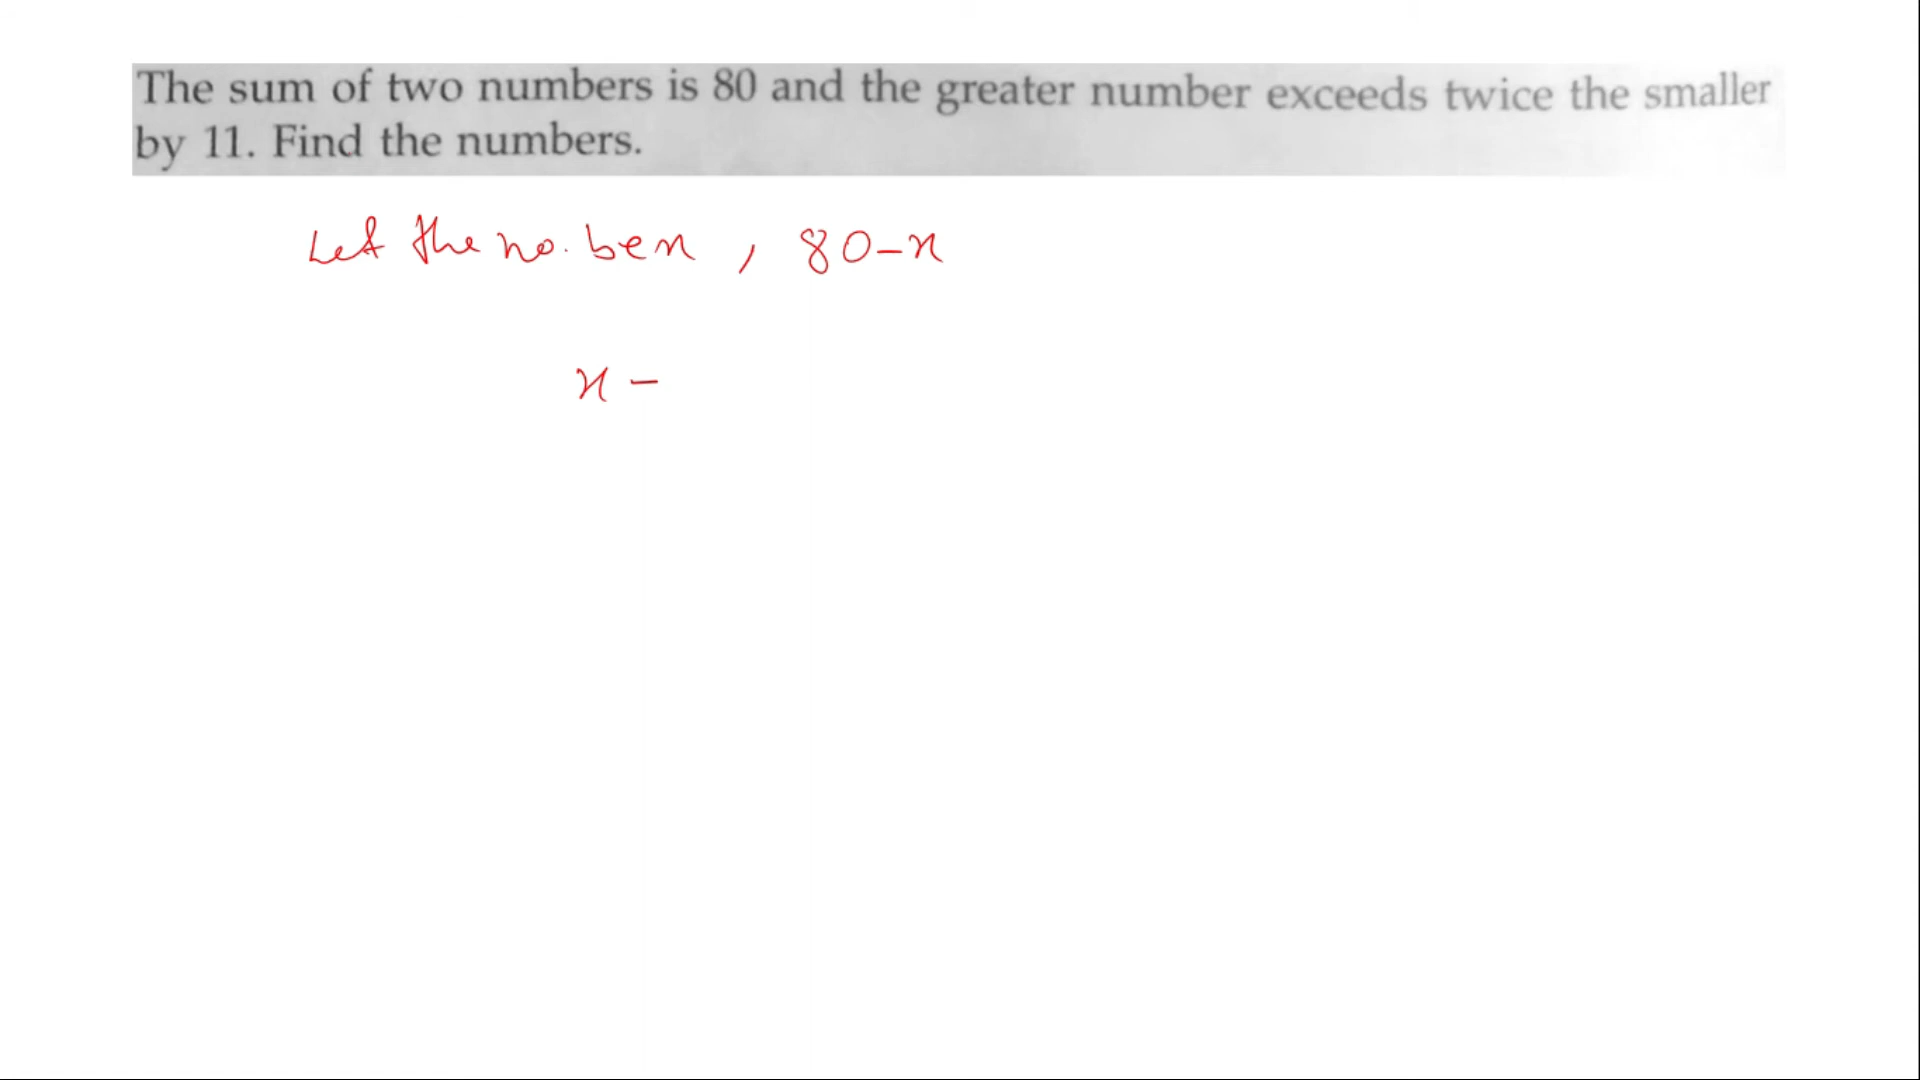 The sum of two numbers is 80 and the greater number exceeds twice the smaller
by 11. Find the numbers.
Let the no. be x , 80-x
x -